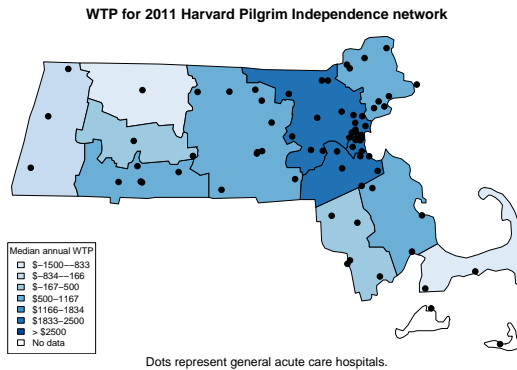 WTP for 2011 Harvard Pilgrim Independence network
Median annual WTP
$−1500−−833
$−834−−166
$−167−500
$500−1167
$1166−1834
$1833−2500
> $2500
No data
Dots represent general acute care hospitals.